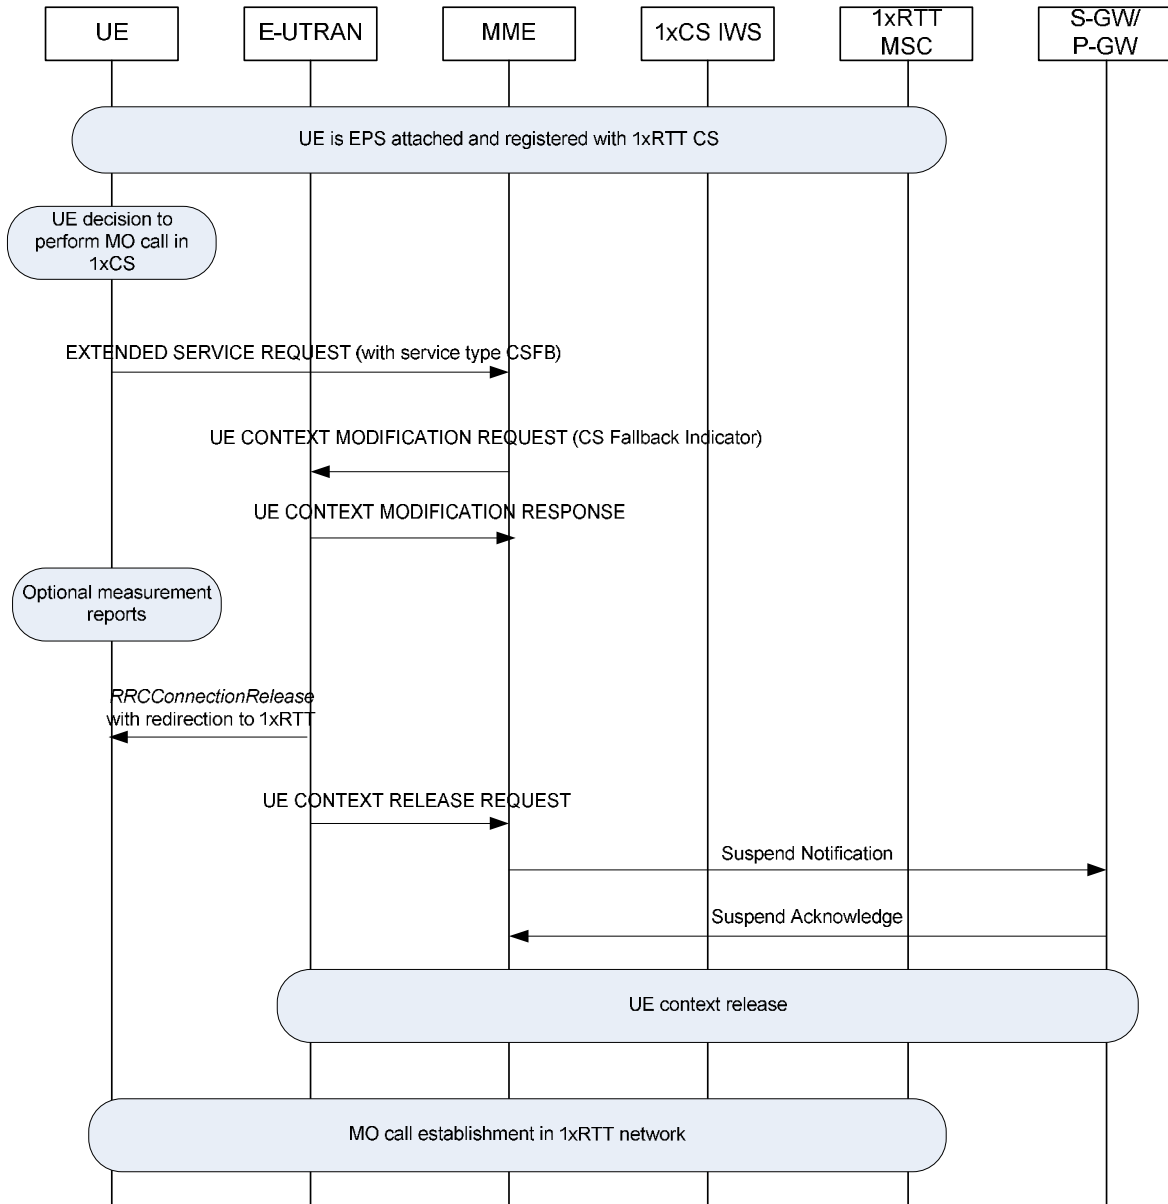 UE
E-UTRAN
MME
1xCS IWS
1xRTT
MSC
S-GW/
P-GW
UE is EPS attached and registered with 1xRTT CS
UE decision to
perform MO call in
1xCS
EXTENDED SERVICE REQUEST (with service type CSFB)
UE CONTEXT MODIFICATION REQUEST (CS Fallback Indicator)
UE CONTEXT MODIFICATION RESPONSE
Optional measurement
reports
RRCConnectionRelease
with redirection to 1xRTT
UE CONTEXT RELEASE REQUEST
Suspend Notification
Suspend Acknowledge
UE context release
MO call establishment in 1xRTT network